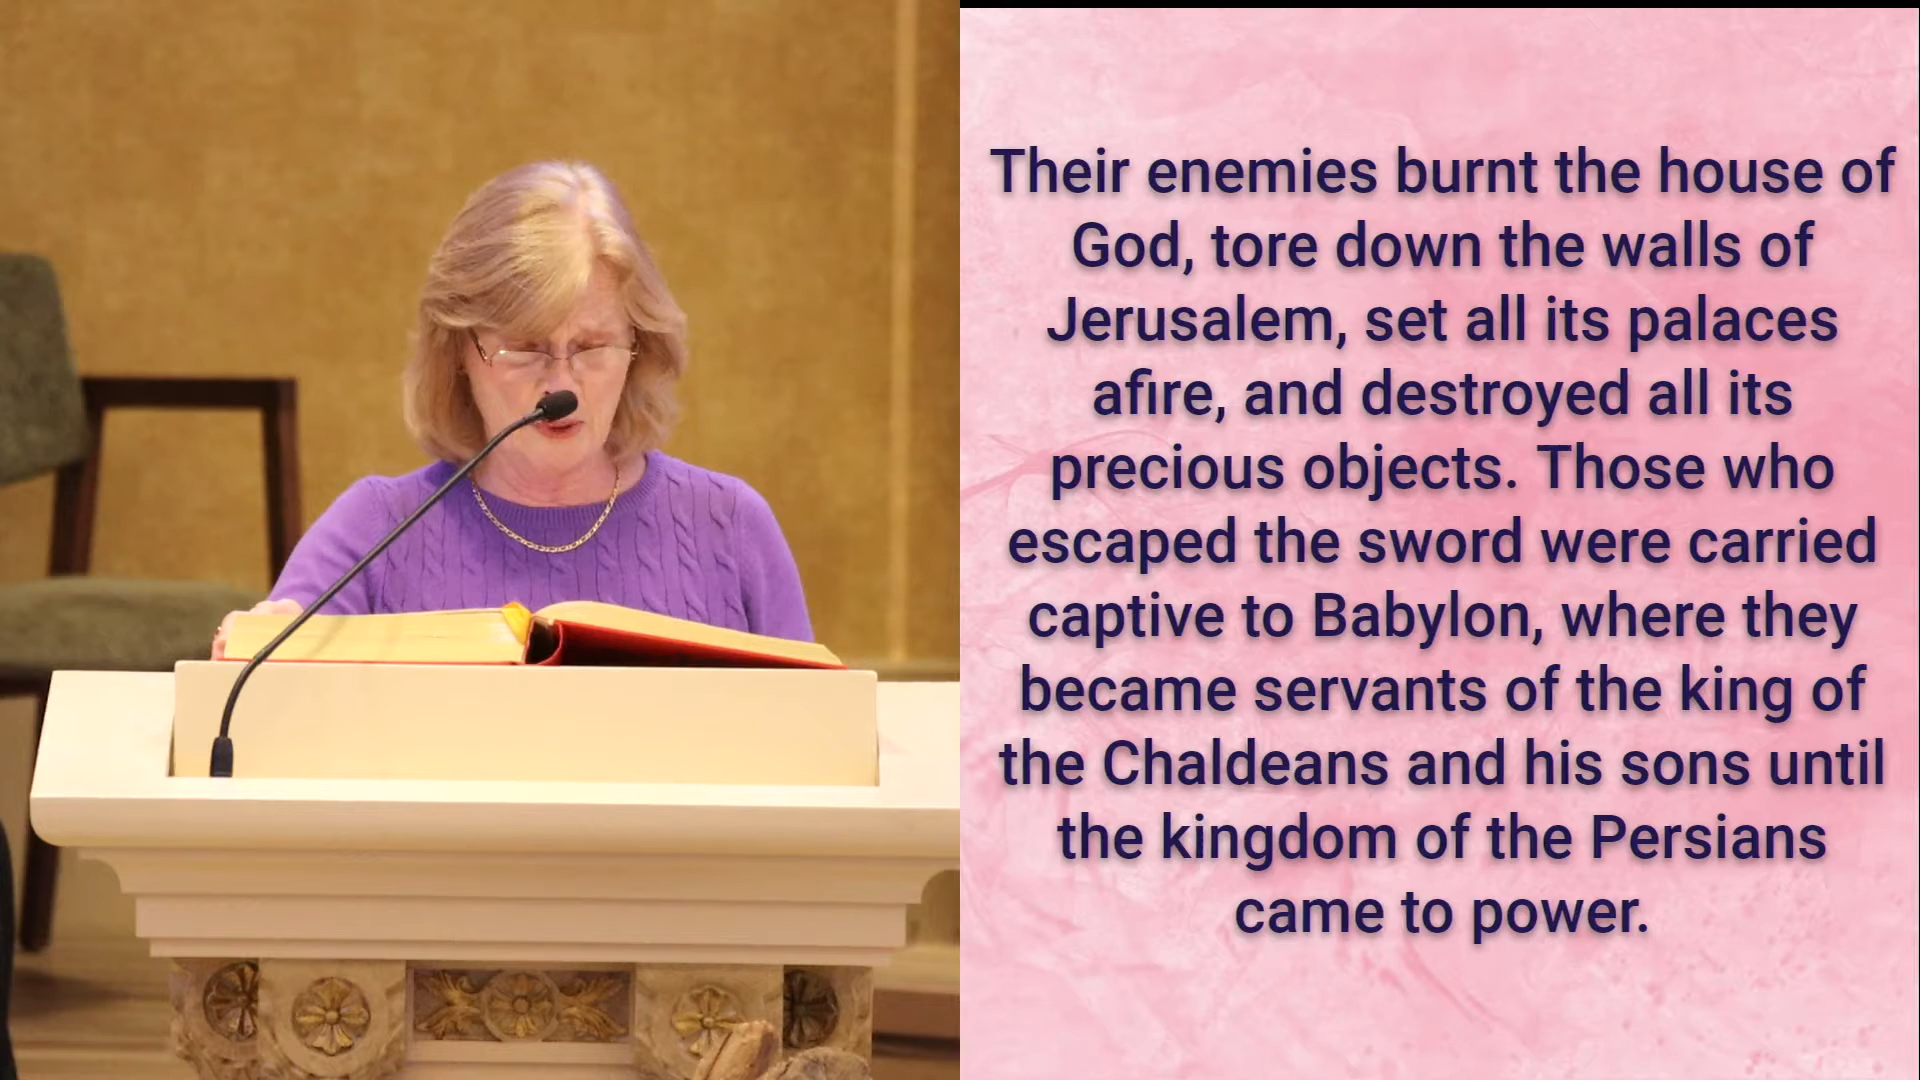 Their enemies burnt the house of
God, tore down the walls of
Jerusalem, set all its palaces
afire, and destroyed all its
precious objects. Those who
escaped the sword were carried
captive to Babylon, where they
became servants of the king of
the Chaldeans and his sons until
the kingdom of the Persians
came to power.